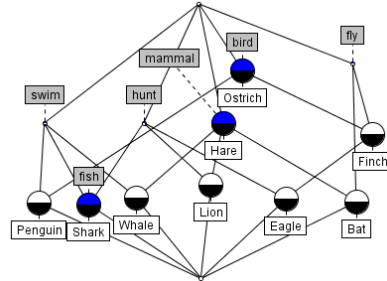 bird
fly
mammal
swim
hunt
Ostrich
Finch
Hare
fish
Penguin
Shark
Whale
Lion
Eagle
Bat